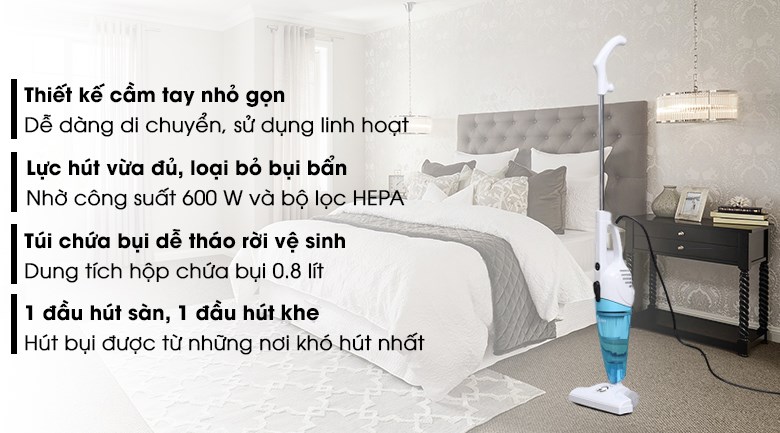 Thiết kế cầm tay nhỏ gọn
Dễ dàng di chuyển, sử dụng linh hoạt
Lực hút vừa đủ, loại bỏ bụi bẩn
Nhờ công suất 600 W và bộ lọc HEPA
Túi chứa bụi dễ tháo rời vệ sinh
Dung tích hộp chứa bụi 0.8 lít
1 đầu hút sàn, 1 đầu hút khe
Hút bụi được từ những nơi khó hút nhất